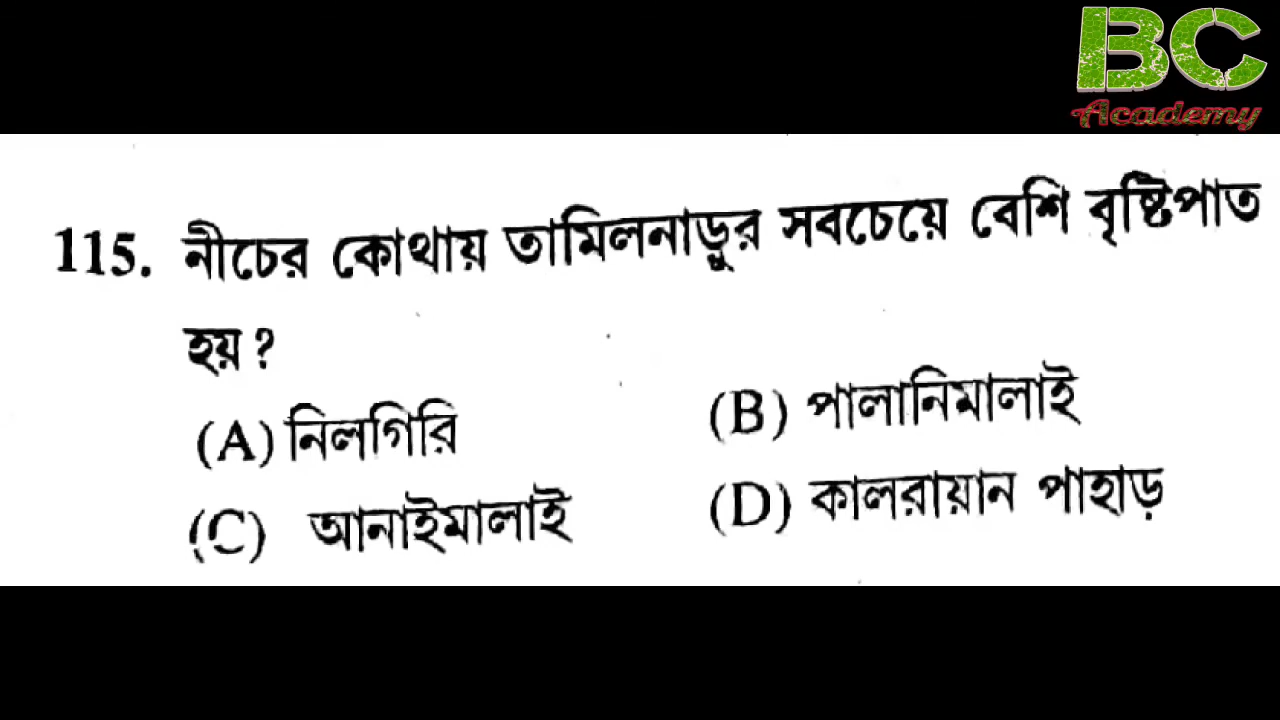 BC
Academy
115. নীচের কোথায় তামিলনাড়ুর সবচেয়ে বেশি বৃষ্টিপাত
হয় ?
(A) নিলগিরি (B) পালানিমালাই
(C) আনাইমালাই (D) কালরায়ান পাহাড়